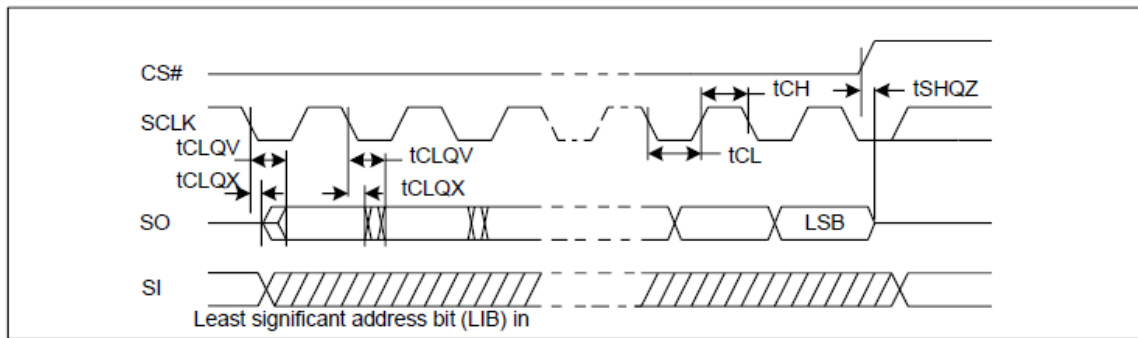 CS#
tCH
tSHQZ
SCLK
tCLQV
tCLQV
tCL
tCLQX
tCLQX
SO
LSB
SI
Least significant address bit (LIB) in